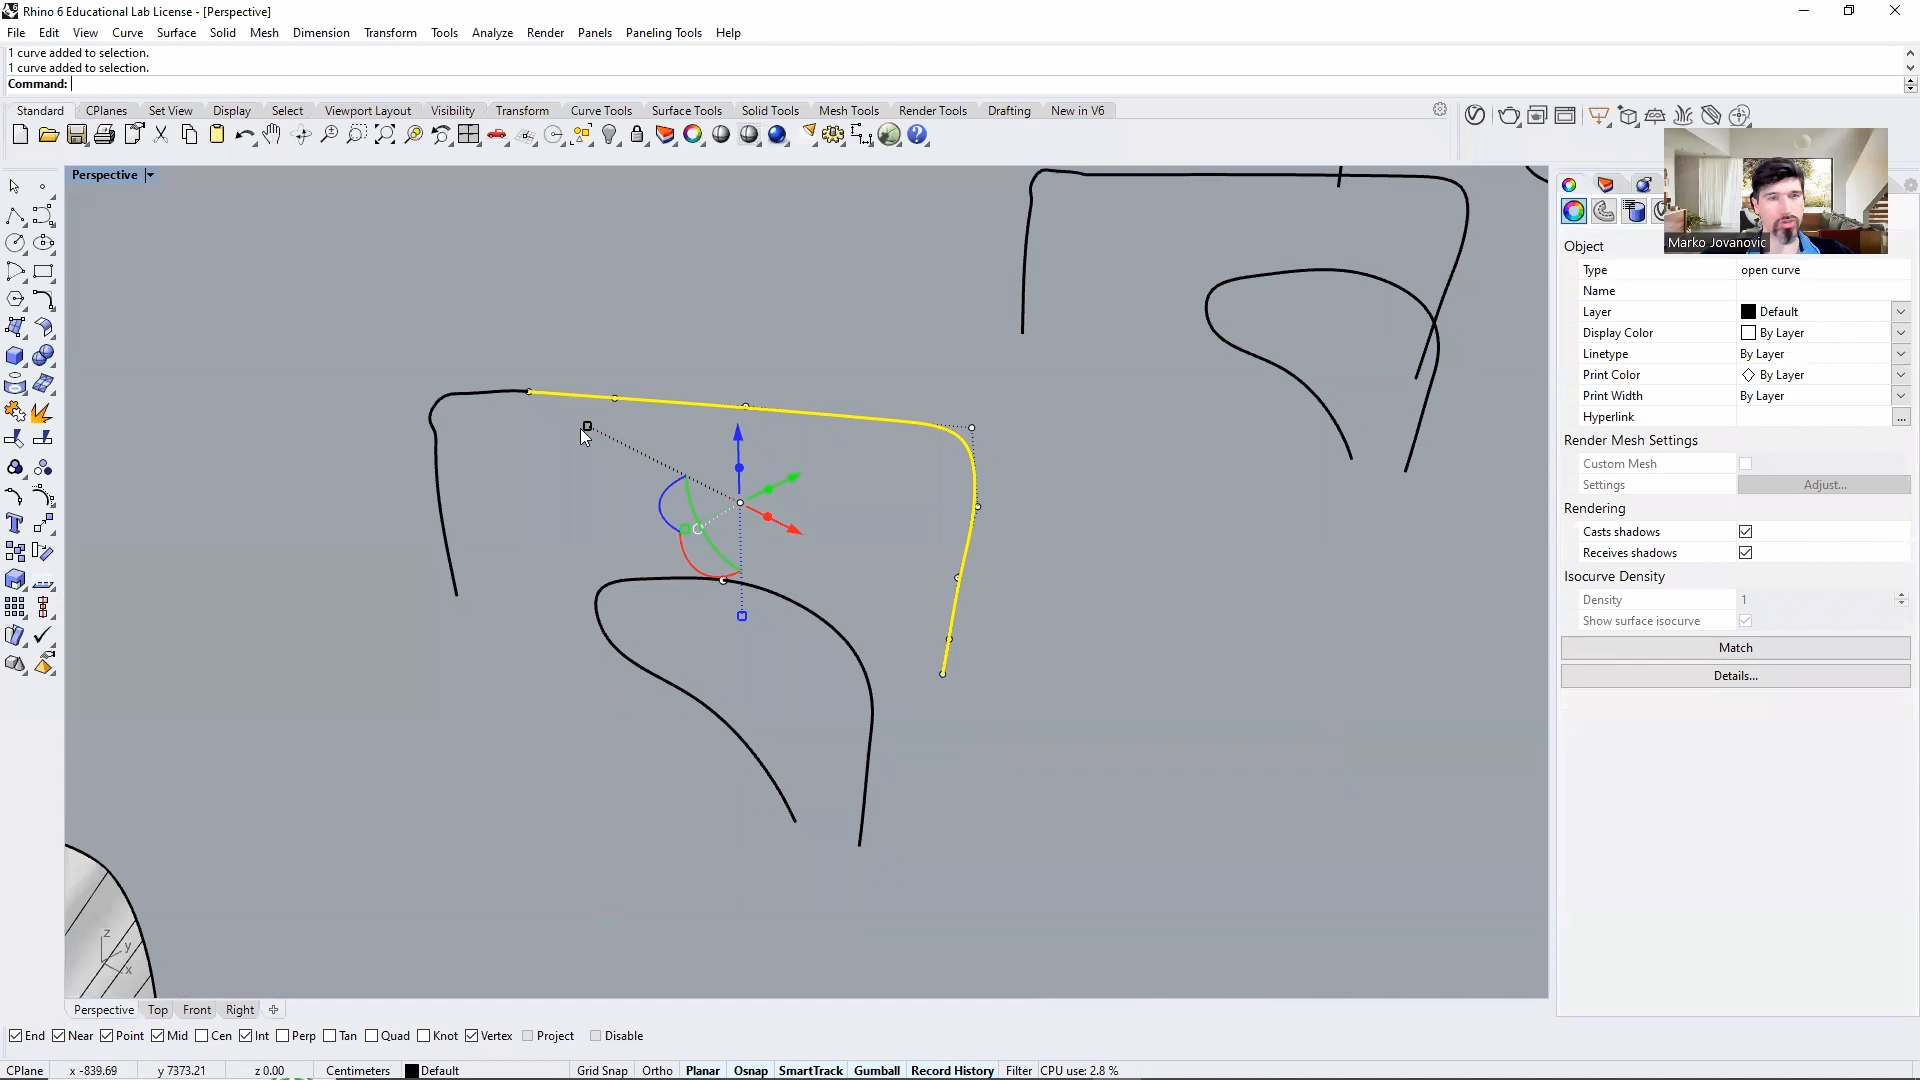 Rhino 6 Educational Lab License - [Perspective]
File Edit View Curve Surface Solid Mesh Dimension Transform Tools Analyze Render Panels Paneling Tools Help
1 curve added to selection.
1 curve added to selection.
Command:
Standard CPlanes Set View Display Select Viewport Layout Visibility Transform Curve Tools Surface Tools Solid Tools Mesh Tools Render Tools Drafting New in V6
Perspective
Marko Jovanovic
Object
Type open curve
Name
Layer Default
Display Color By Layer
Linetype By Layer
Print Color By Layer
Print Width By Layer
Hyperlink ...
Render Mesh Settings
Custom Mesh
Settings Adjust...
Rendering
Casts shadows
Receives shadows
Isocurve Density
Density 1
Show surface isocurve
Match
Details...
z
y
x
Perspective Top Front Right
End Near Point Mid Cen Int Perp Tan Quad Knot Vertex Project Disable
CPlane x -839.69 y 7373.21 z 0.00 Centimeters Default Grid Snap Ortho Planar Osnap SmartTrack Gumball Record History Filter CPU use: 2.8 %